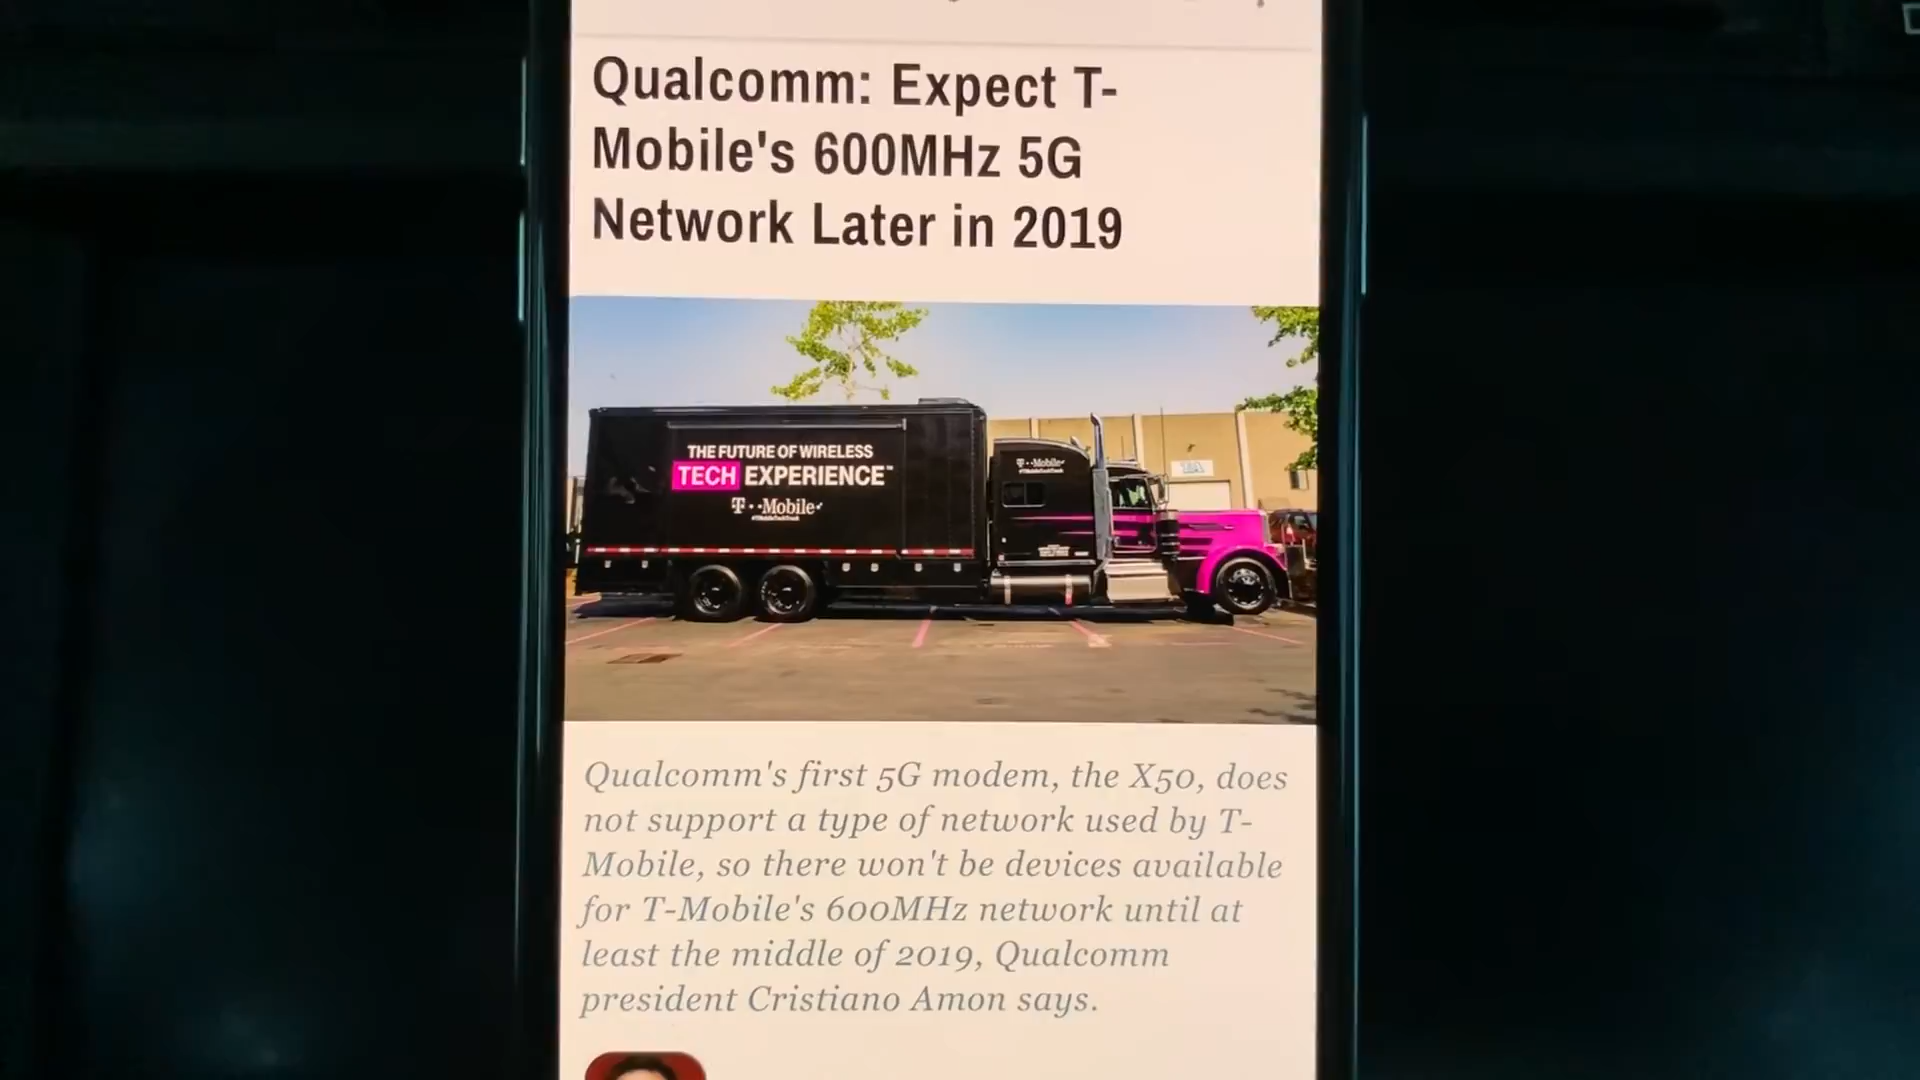 Qualcomm: Expect T-
Mobile's 600MHz 5G
Network Later in 2019
THE FUTURE OF WIRELESS
TECH EXPERIENCE™
T··Mobile
T··Mobile
Qualcomm's first 5G modem, the X50, does
not support a type of network used by T-
Mobile, so there won't be devices available
for T-Mobile's 600MHz network until at
least the middle of 2019, Qualcomm
president Cristiano Amon says.